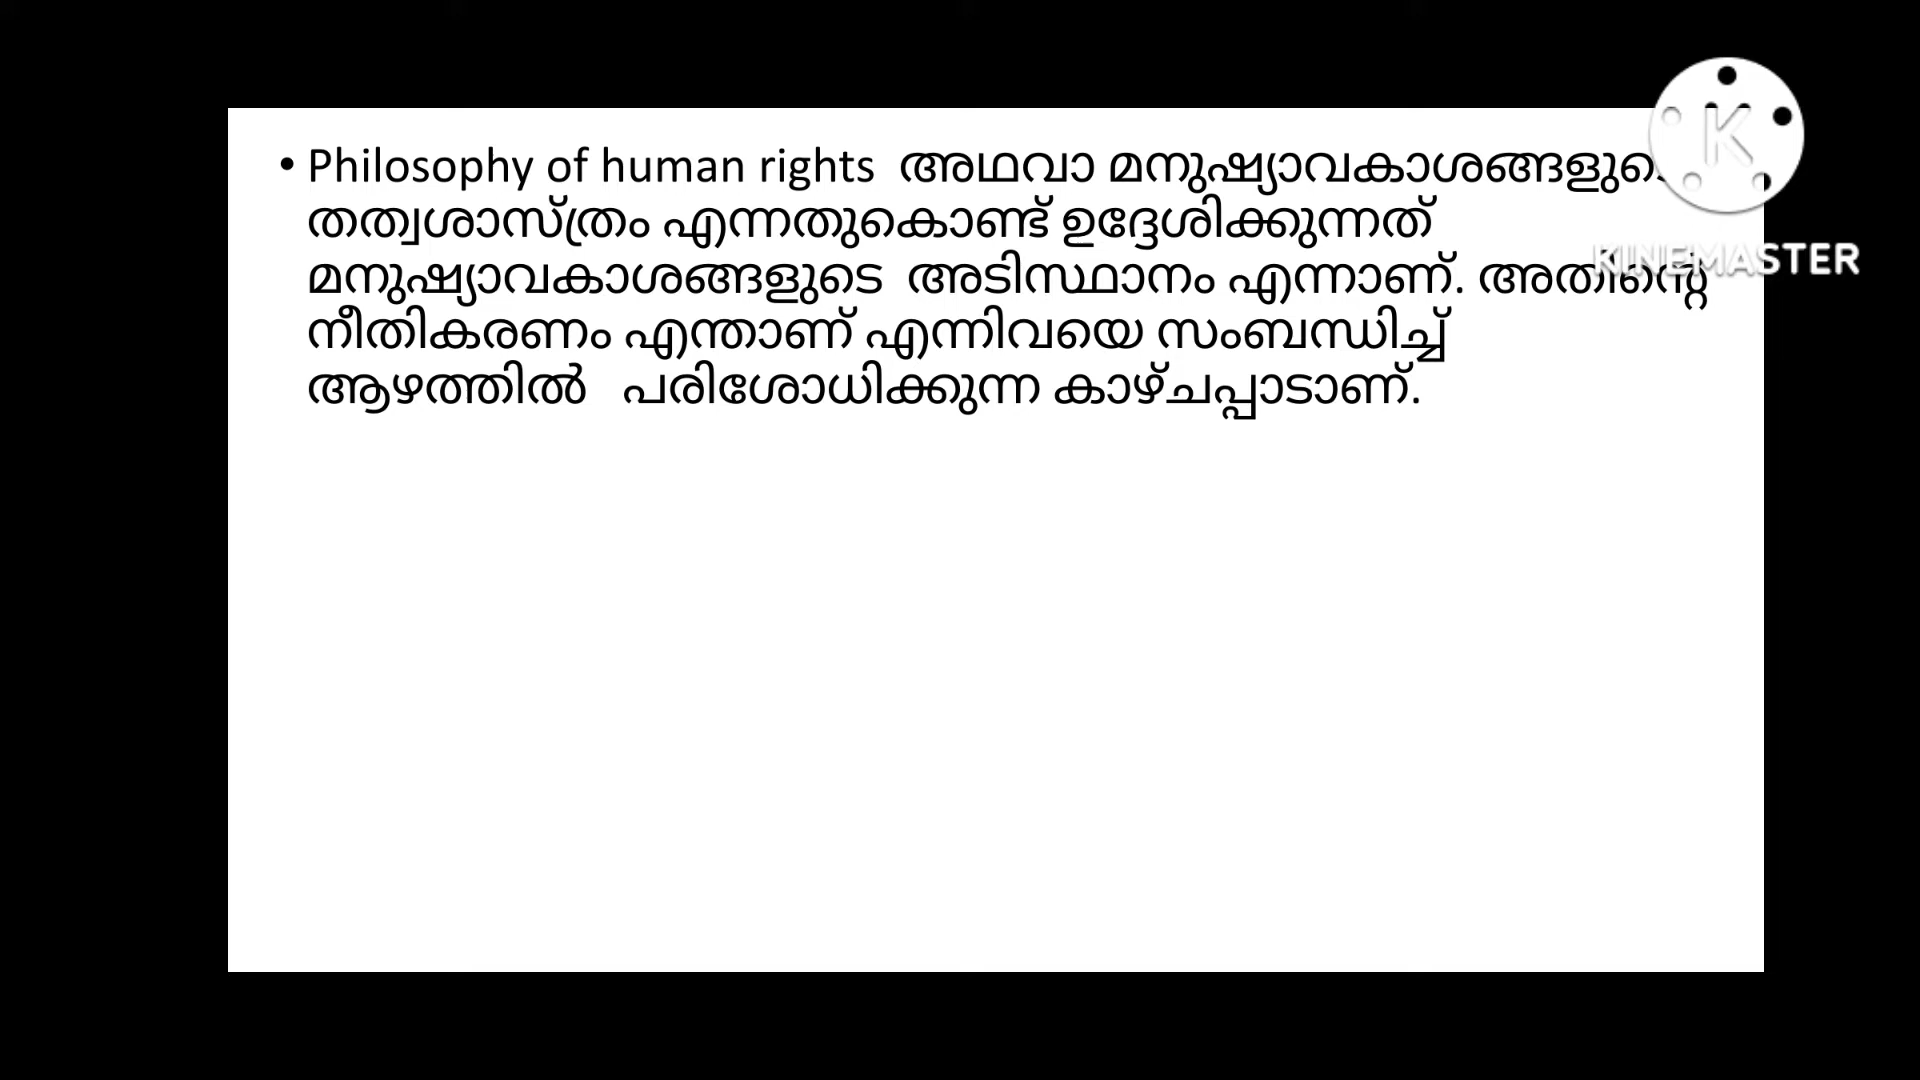 • Philosophy of human rights അഥവാ മനുഷ്യാവകാശങ്ങളുടെ
തത്വശാസ്ത്രം എന്നതുകൊണ്ട് ഉദ്ദേശിക്കുന്നത്
മനുഷ്യാവകാശങ്ങളുടെ അടിസ്ഥാനം എന്നാണ്. അതിന്റെ
നീതികരണം എന്താണ് എന്നിവയെ സംബന്ധിച്ച്
ആഴത്തിൽ പരിശോധിക്കുന്ന കാഴ്ചപ്പാടാണ്.
K
KINEMASTER